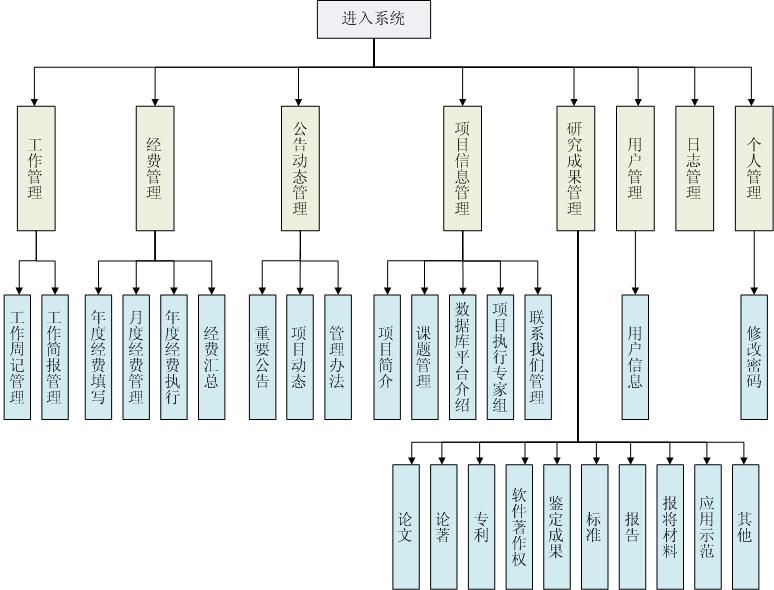 进入系统
工作管理
经费管理
公告动态管理
项目信息管理
研究成果管理
用户管理
日志管理
个人管理
工作周记管理
工作简报管理
年度经费填写
月度经费管理
年度经费执行
经费汇总
重要公告
项目动态
管理办法
项目简介
课题管理
数据库平台介绍
项目执行专家组
联系我们管理
用户信息
修改密码
论文
论著
专利
软件著作权
鉴定成果
标准
报告
报将材料
应用示范
其他